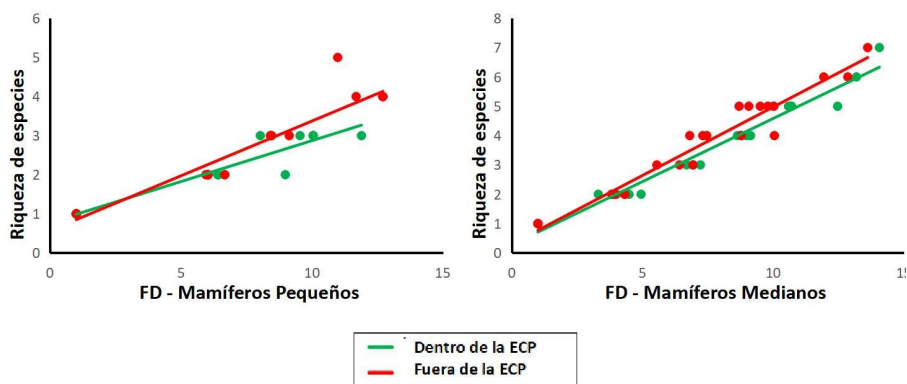 6
5
4
3
2
1
0
Riqueza de especies
0 5 10 15
FD - Mamíferos Pequeños
8
7
6
5
4
3
2
1
0
Riqueza de especies
0 5 10 15
FD - Mamíferos Medianos
Dentro de la ECP
Fuera de la ECP